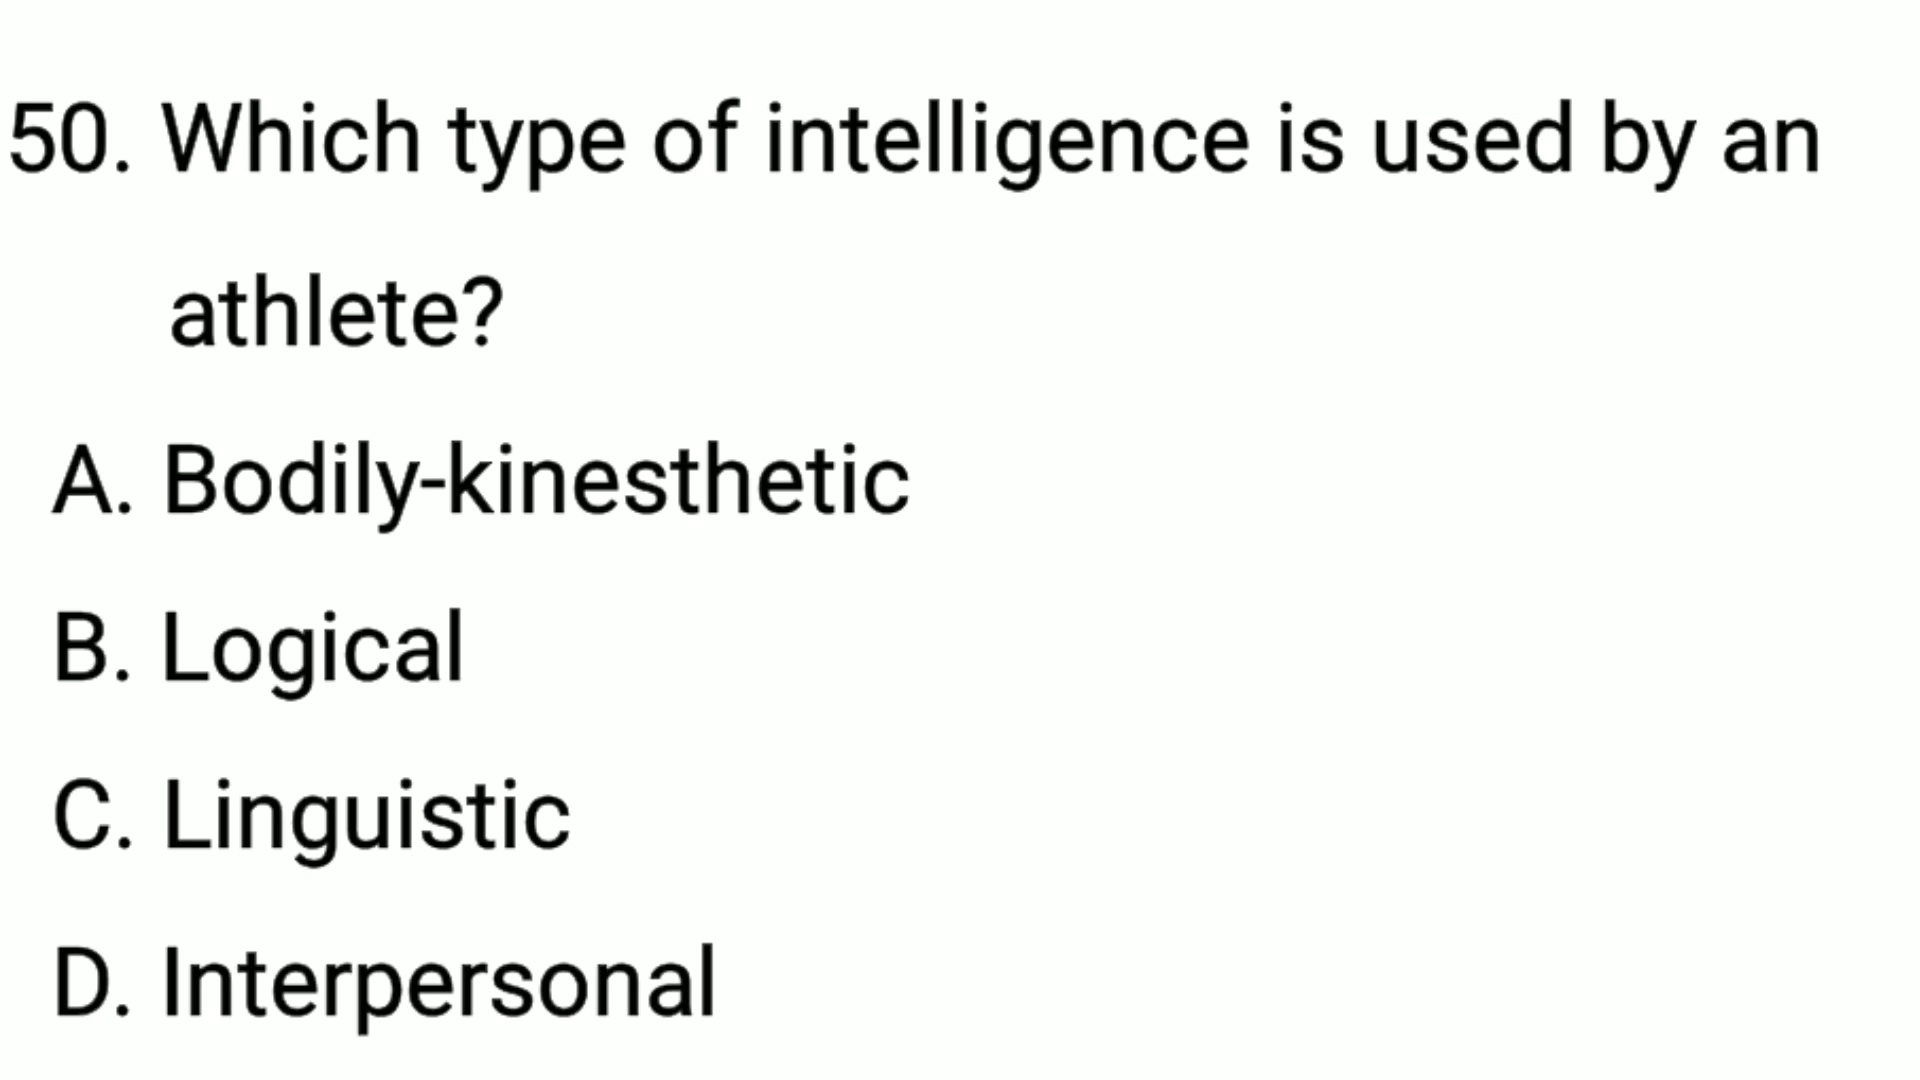 50. Which type of intelligence is used by an
athlete?
A. Bodily-kinesthetic
B. Logical
C. Linguistic
D. Interpersonal